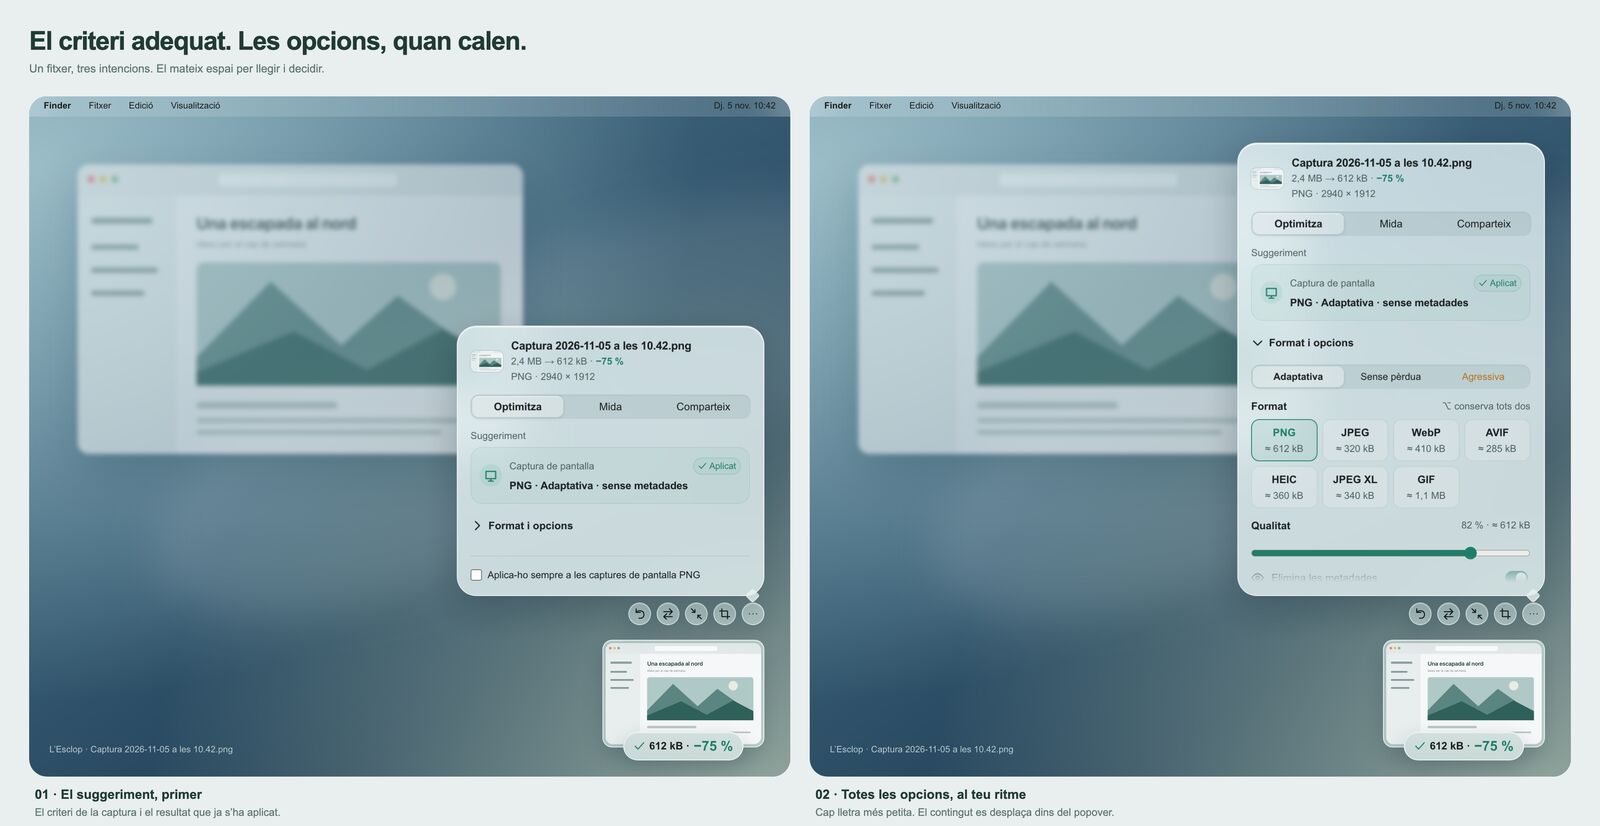 El criteri adequat. Les opcions, quan calen.
Un fitxer, tres intencions. El mateix espai per llegir i decidir.
Finder Fitxer Edició Visualització Dj. 5 nov. 10:42
Una escapada al nord
Captura 2026-11-05 a les 10.42.png
2,4 MB → 612 kB · −75 %
PNG · 2940 × 1912
Optimitza Mida Comparteix
Suggeriment
Captura de pantalla ✓ Aplicat
PNG · Adaptativa · sense metadades
Format i opcions
Aplica-ho sempre a les captures de pantalla PNG
Una escapada al nord
✓ 612 kB · −75 %
L’Esclop · Captura 2026-11-05 a les 10.42.png
01 · El suggeriment, primer
El criteri de la captura i el resultat que ja s’ha aplicat.
Finder Fitxer Edició Visualització Dj. 5 nov. 10:42
Una escapada al nord
Captura 2026-11-05 a les 10.42.png
2,4 MB → 612 kB · −75 %
PNG · 2940 × 1912
Optimitza Mida Comparteix
Suggeriment
Captura de pantalla ✓ Aplicat
PNG · Adaptativa · sense metadades
Format i opcions
Adaptativa Sense pèrdua Agressiva
Format ⌥ conserva tots dos
PNG JPEG WebP AVIF
≈ 612 kB ≈ 320 kB ≈ 410 kB ≈ 285 kB
HEIC JPEG XL GIF
≈ 360 kB ≈ 340 kB ≈ 1,1 MB
Qualitat 82 % · ≈ 612 kB
Elimina les metadades
Una escapada al nord
✓ 612 kB · −75 %
L’Esclop · Captura 2026-11-05 a les 10.42.png
02 · Totes les opcions, al teu ritme
Cap lletra més petita. El contingut es desplaça dins del popover.